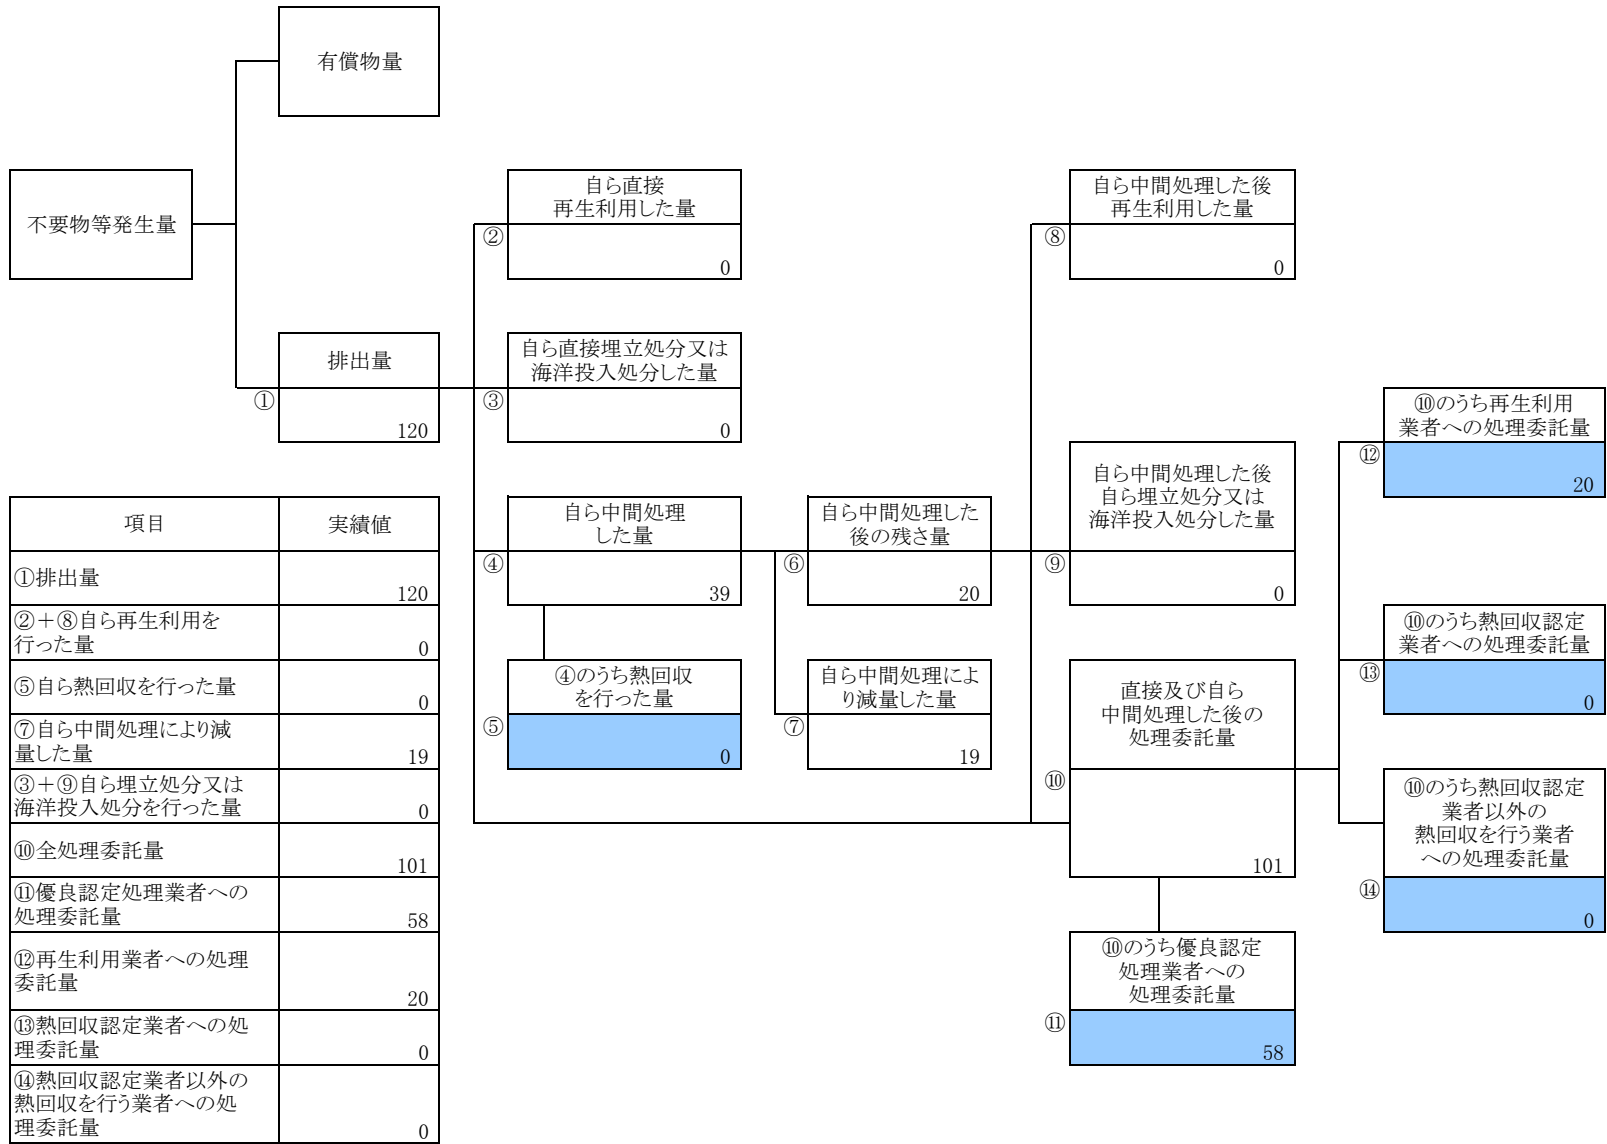 有償物量
不要物等発生量
自ら直接
再生利用した量
②
0
自ら中間処理した後
再生利用した量
⑧
0
排出量
①
120
自ら直接埋立処分又は
海洋投入処分した量
③
0
⑩のうち再生利用
業者への処理委託量
⑫
20
自ら中間処理した後
自ら埋立処分又は
海洋投入処分した量
⑨
0
自ら中間処理
した量
④
39
自ら中間処理した
後の残さ量
⑥
20
④のうち熱回収
を行った量
⑤
0
自ら中間処理によ
り減量した量
⑦
19
直接及び自ら
中間処理した後の
処理委託量
⑩
101
⑩のうち熱回収認定
業者への処理委託量
⑬
0
⑩のうち熱回収認定
業者以外の
熱回収を行う業者
への処理委託量
⑭
0
⑩のうち優良認定
処理業者への
処理委託量
⑪
58
項目 実績値
①排出量 120
②＋⑧自ら再生利用を
行った量 0
⑤自ら熱回収を行った量 0
⑦自ら中間処理により減
量した量 19
③＋⑨自ら埋立処分又は
海洋投入処分を行った量 0
⑩全処理委託量 101
⑪優良認定処理業者への
処理委託量 58
⑫再生利用業者への処理
委託量 20
⑬熱回収認定業者への処
理委託量 0
⑭熱回収認定業者以外の
熱回収を行う業者への処
理委託量 0